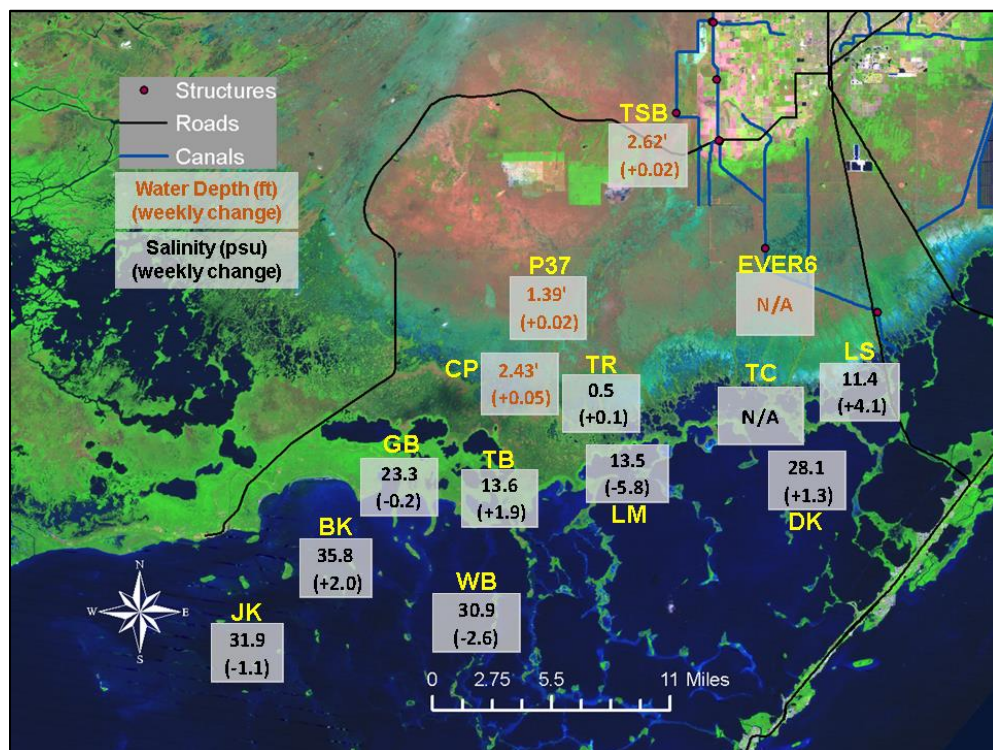 Structures
Roads
Canals
Water Depth (ft)
(weekly change)
Salinity (psu)
(weekly change)
TSB
2.62'
(+0.02)
P37
1.39'
(+0.02)
EVER6
N/A
CP
2.43'
(+0.05)
TR
0.5
(+0.1)
TC
N/A
LS
11.4
(+4.1)
GB
23.3
(-0.2)
TB
13.6
(+1.9)
13.5
(-5.8)
LM
28.1
(+1.3)
DK
BK
35.8
(+2.0)
WB
30.9
(-2.6)
JK
31.9
(-1.1)
N
W
E
S
0 2.75 5.5 11 Miles